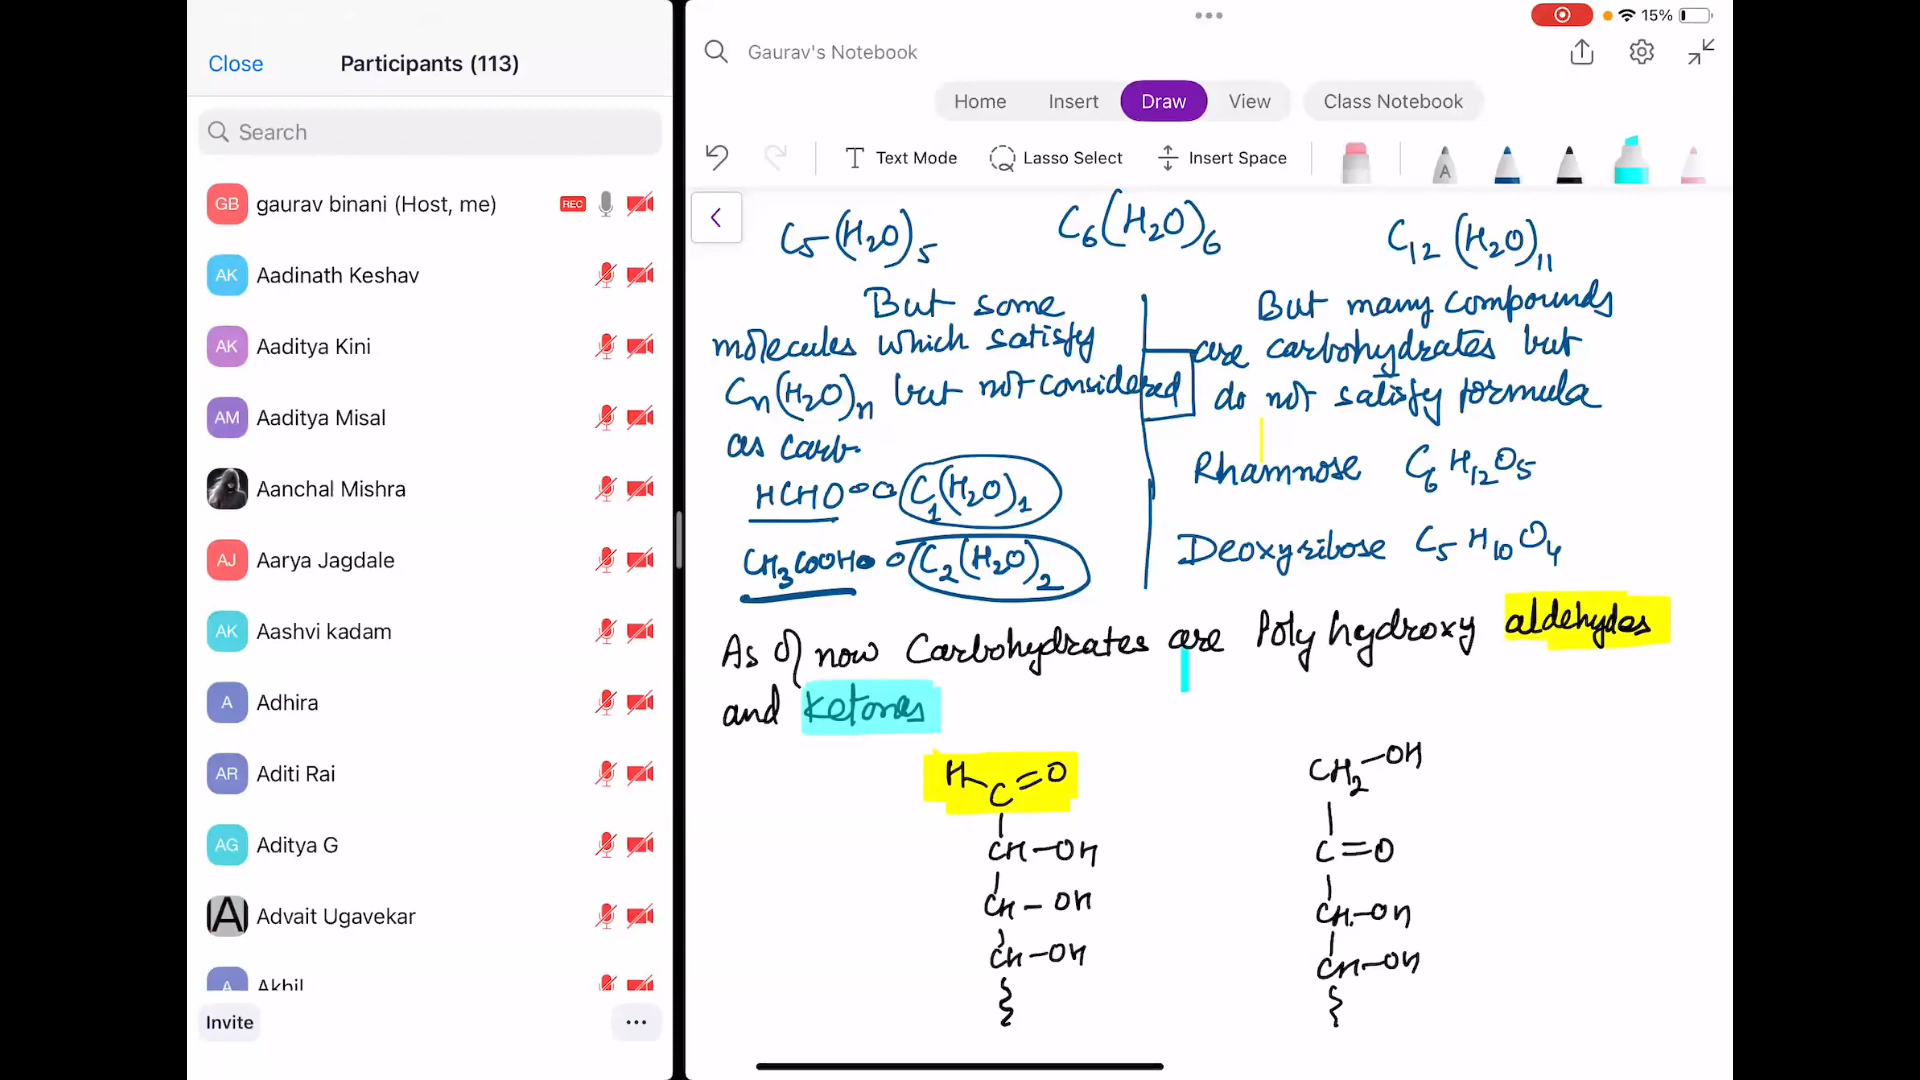 15%
Close
Participants (113)
Search
GB gaurav binani (Host, me) REC
AK Aadinath Keshav
AK Aaditya Kini
AM Aaditya Misal
Aanchal Mishra
AJ Aarya Jagdale
AK Aashvi kadam
A Adhira
AR Aditi Rai
AG Aditya G
A Advait Ugavekar
A Akhil
Invite
Gaurav's Notebook
Home Insert Draw View Class Notebook
T Text Mode Lasso Select Insert Space A
C5(H2O)5 C6(H2O)6 C12(H2O)11
But some
molecules which satisfy
Cn(H2O)n but not considered
as carb.
HCHO C1(H2O)1
CH3COOH C2(H2O)2
But many compounds
are carbohydrates but
do not satisfy formula
Rhamnose C6H12O5
Deoxyribose C5H10O4
As of now Carbohydrates are Polyhydroxy aldehydes
and Ketones
H-C=O
CH-OH
CH-OH
CH-OH
CH2-OH
C=O
CH-OH
CH-OH